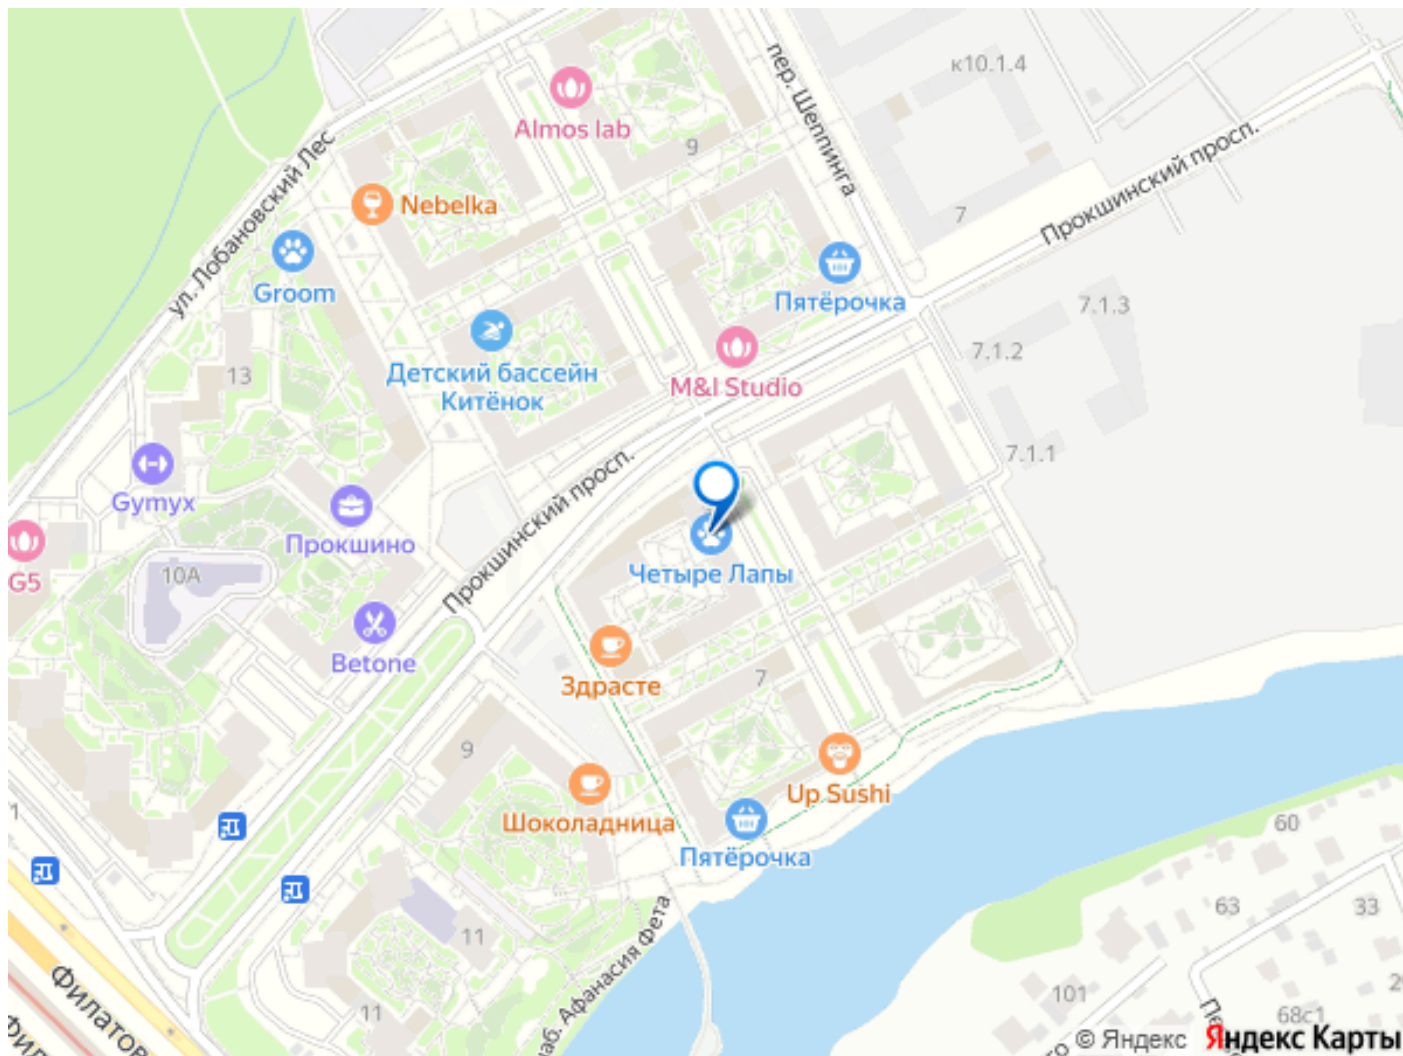 к10.1.4
пер. Шеппинга
Almos lab
9
Прокшинский просп.
ул. Лобановский Лес
Nebelka
7
Groom
Пятёрочка
7.1.3
7.1.2
Детский бассейн
Китёнок
M&I Studio
13
7.1.1
Gymyx
Прокшинский просп.
Прокшино
G5
10А
Четыре Лапы
Betone
Здрасте
7
9
Up Sushi
Шоколадница
1
60
Пятёрочка
63
33
11
наб. Афанасия Фета
101
11
68с1
© Яндекс
Яндекс Карты